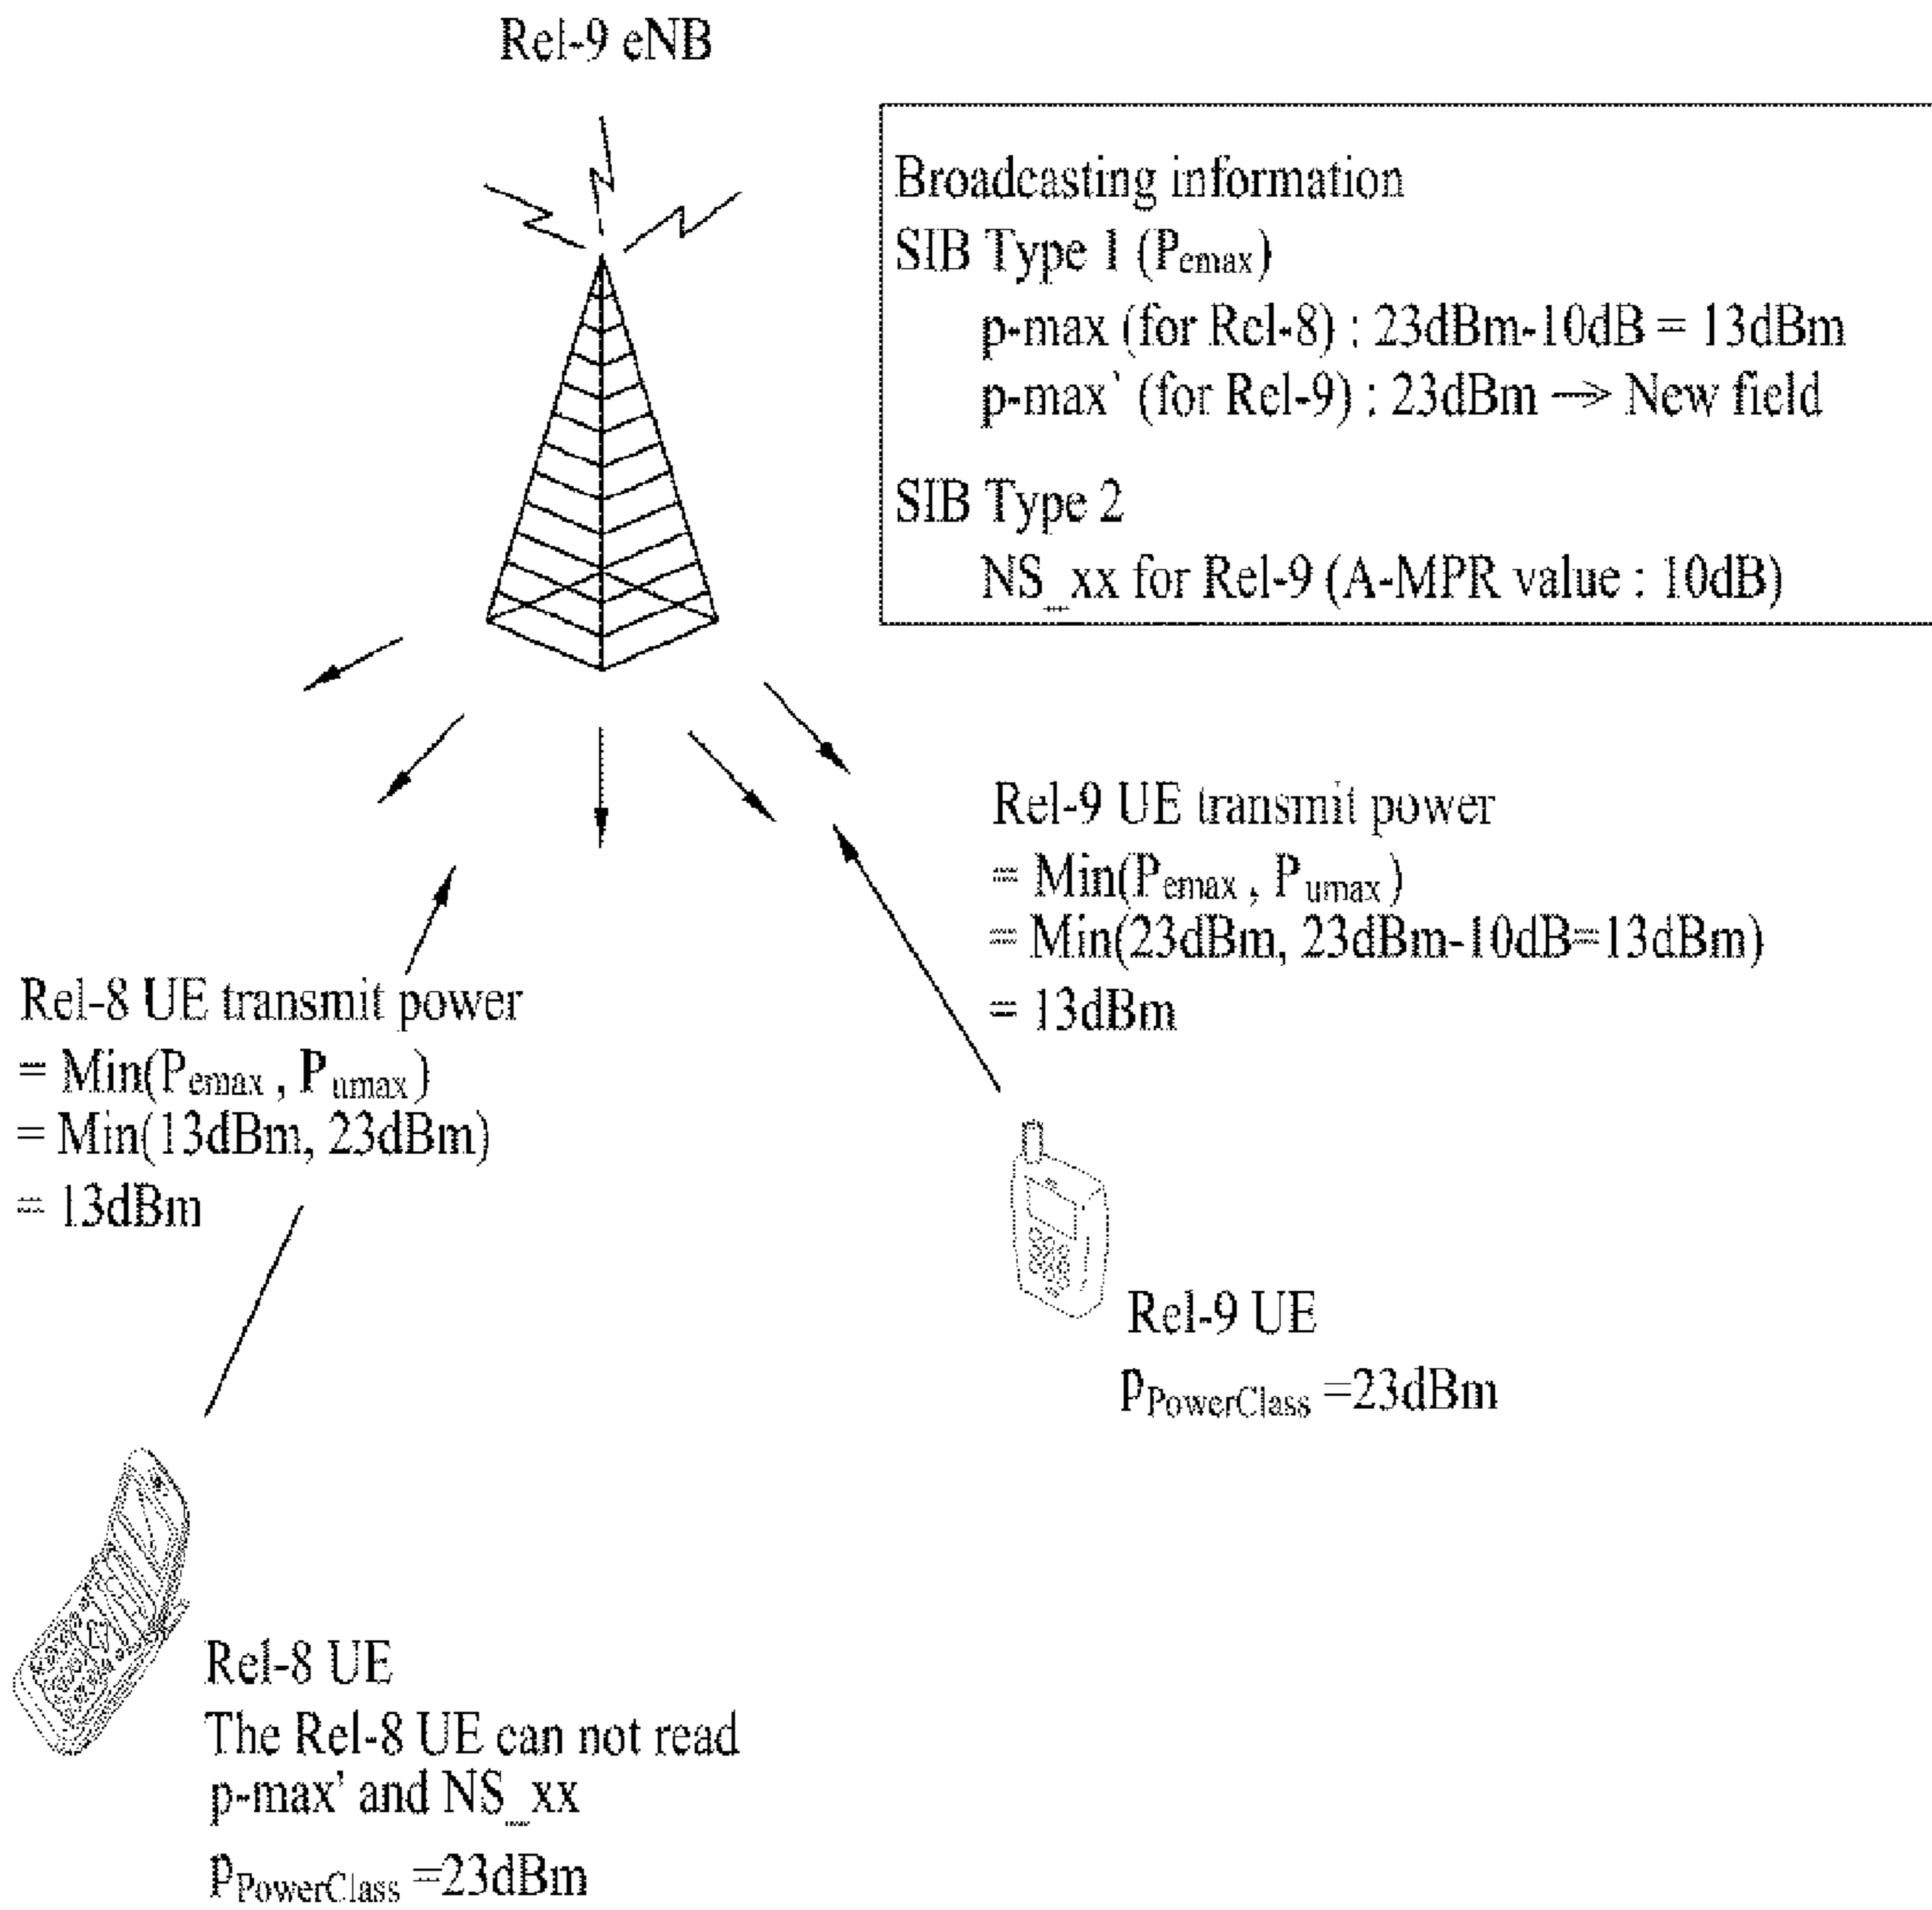 Rel-9 eNB
Broadcasting information
SIB Type 1 (Pemax)
p-max (for Rel-8) : 23dBm-10dB = 13dBm
p-max` (for Rel-9) : 23dBm → New field
SIB Type 2
NS_xx for Rel-9 (A-MPR value : 10dB)
Rel-9 UE transmit power
= Min(Pemax , Pumax)
= Min(23dBm, 23dBm-10dB=13dBm)
= 13dBm
Rel-8 UE transmit power
= Min(Pemax , Pumax)
= Min(13dBm, 23dBm)
= 13dBm
Rel-9 UE
pPowerClass =23dBm
Rel-8 UE
The Rel-8 UE can not read
p-max' and NS_xx
pPowerClass =23dBm